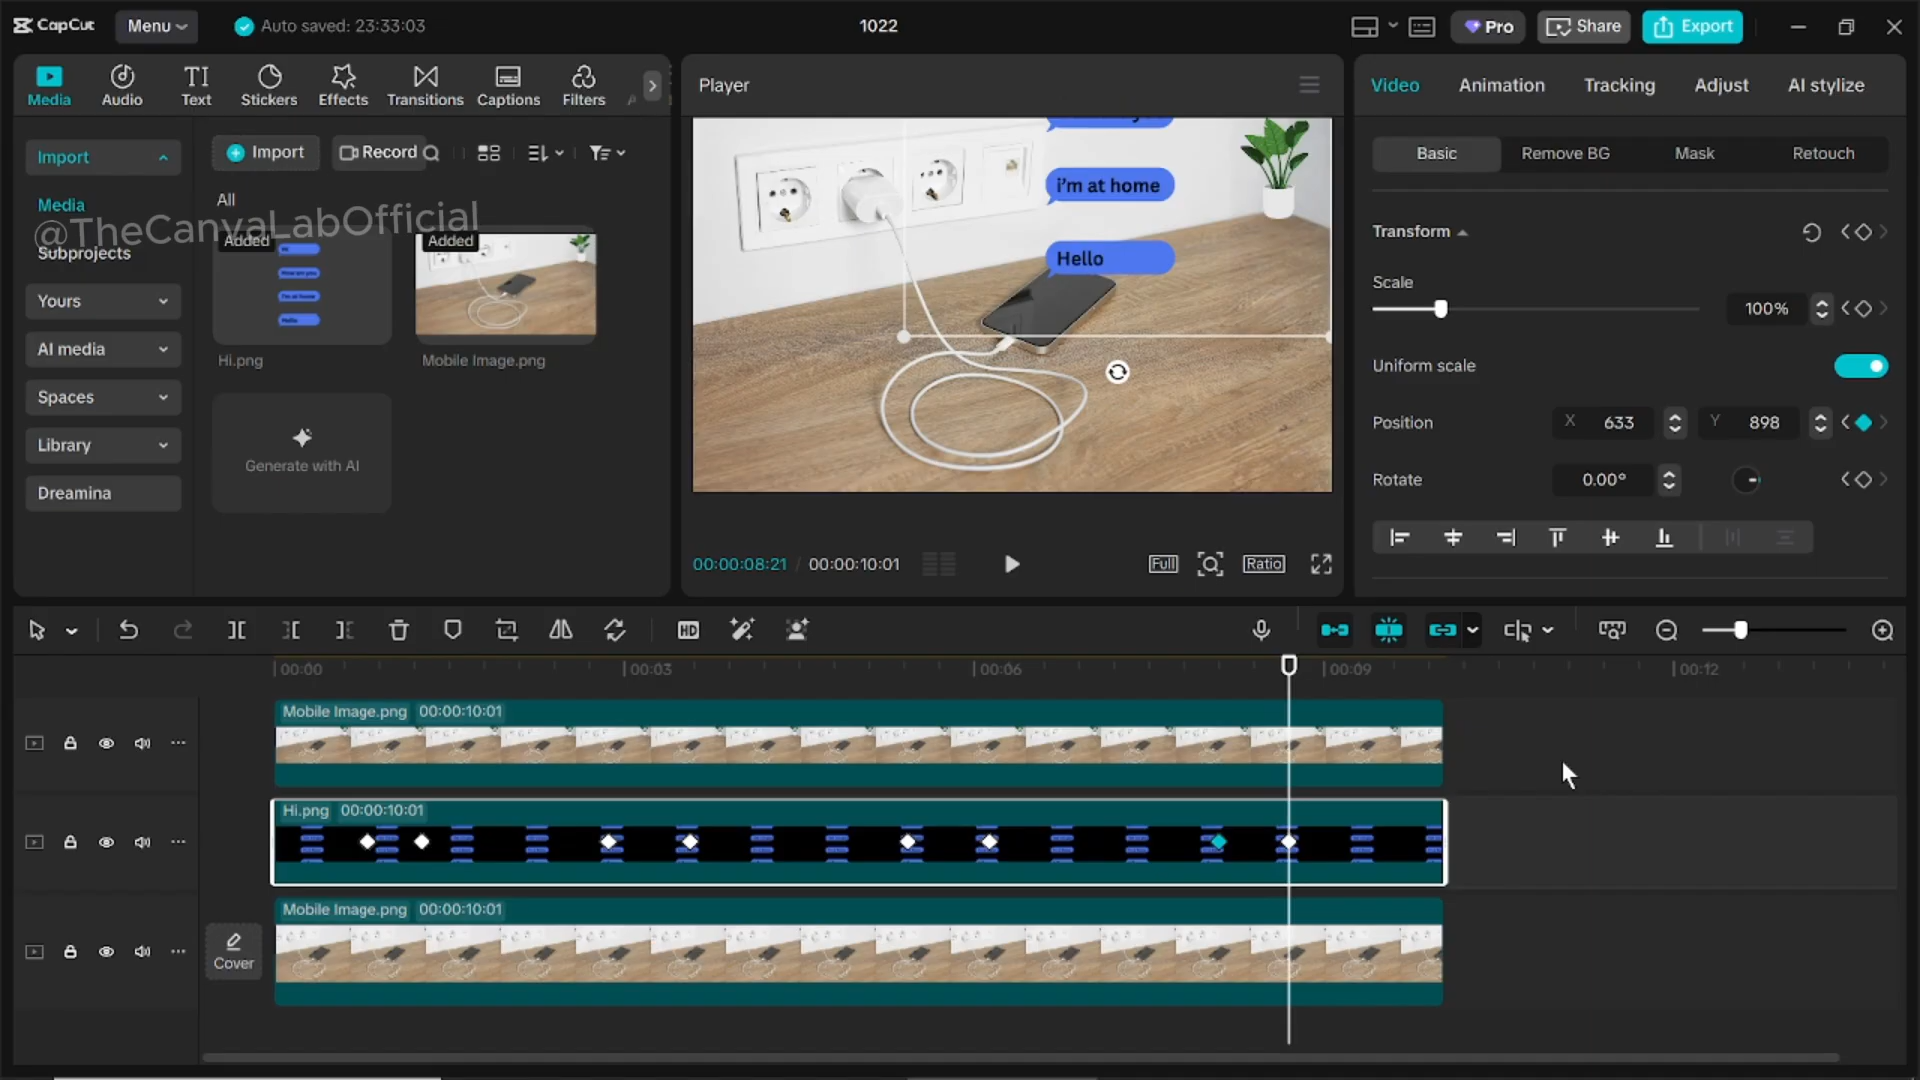 CapCut
Menu
Auto saved: 23:33:03
1022
Pro
Share
Export
Media
Audio
TI
Text
Stickers
Effects
Transitions
Captions
Filters
Player
Video
Animation
Tracking
Adjust
AI stylize
Import
Import
Record
Basic
Remove BG
Mask
Retouch
Media
All
@TheCanvaLabOfficial
Subprojects
Added
Added
Yours
AI media
Spaces
Library
Dreamina
Hi.png
Mobile Image.png
Generate with AI
i'm at home
Hello
Transform
Scale
100%
Uniform scale
Position
X 633
Y 898
Rotate
0.00°
00:00:08:21 / 00:00:10:01
Full
Ratio
HD
00:00
00:03
00:06
00:09
00:12
Mobile Image.png 00:00:10:01
Hi.png 00:00:10:01
Mobile Image.png 00:00:10:01
Cover